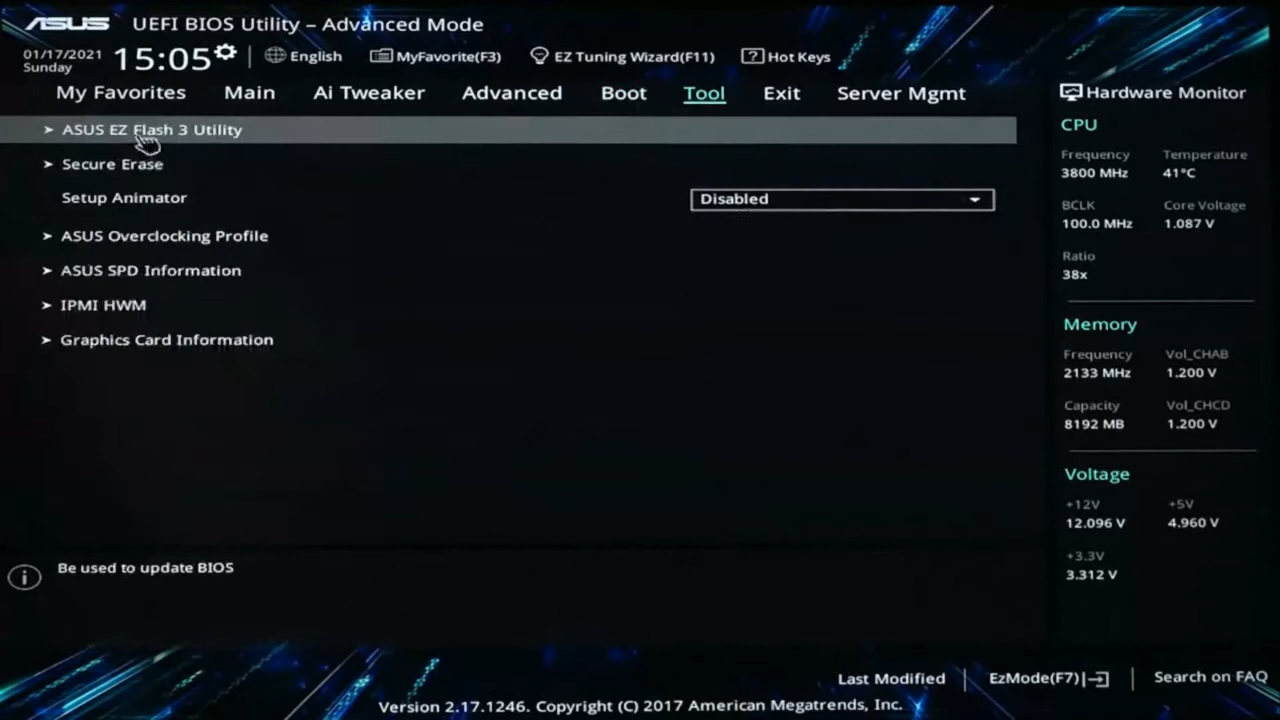 ASUS UEFI BIOS Utility – Advanced Mode
01/17/2021
Sunday
15:05
English
MyFavorite(F3)
EZ Tuning Wizard(F11)
? Hot Keys
My Favorites
Main
Ai Tweaker
Advanced
Boot
Tool
Exit
Server Mgmt
ASUS EZ Flash 3 Utility
Secure Erase
Setup Animator
Disabled
ASUS Overclocking Profile
ASUS SPD Information
IPMI HWM
Graphics Card Information
i Be used to update BIOS
Hardware Monitor
CPU
Frequency Temperature
3800 MHz 41°C
BCLK Core Voltage
100.0 MHz 1.087 V
Ratio
38x
Memory
Frequency Vol_CHAB
2133 MHz 1.200 V
Capacity Vol_CHCD
8192 MB 1.200 V
Voltage
+12V +5V
12.096 V 4.960 V
+3.3V
3.312 V
Last Modified
EzMode(F7)
Search on FAQ
Version 2.17.1246. Copyright (C) 2017 American Megatrends, Inc.